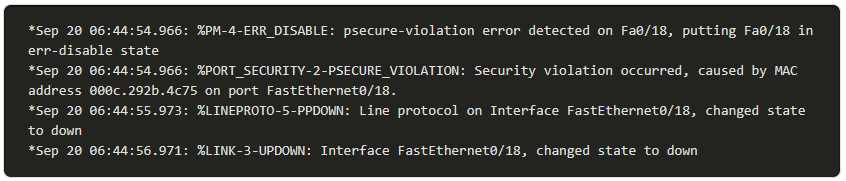 *Sep 20 06:44:54.966: %PM-4-ERR_DISABLE: psecure-violation error detected on Fa0/18, putting Fa0/18 in
err-disable state
*Sep 20 06:44:54.966: %PORT_SECURITY-2-PSECURE_VIOLATION: Security violation occurred, caused by MAC
address 000c.292b.4c75 on port FastEthernet0/18.
*Sep 20 06:44:55.973: %LINEPROTO-5-PPDOWN: Line protocol on Interface FastEthernet0/18, changed state
to down
*Sep 20 06:44:56.971: %LINK-3-UPDOWN: Interface FastEthernet0/18, changed state to down